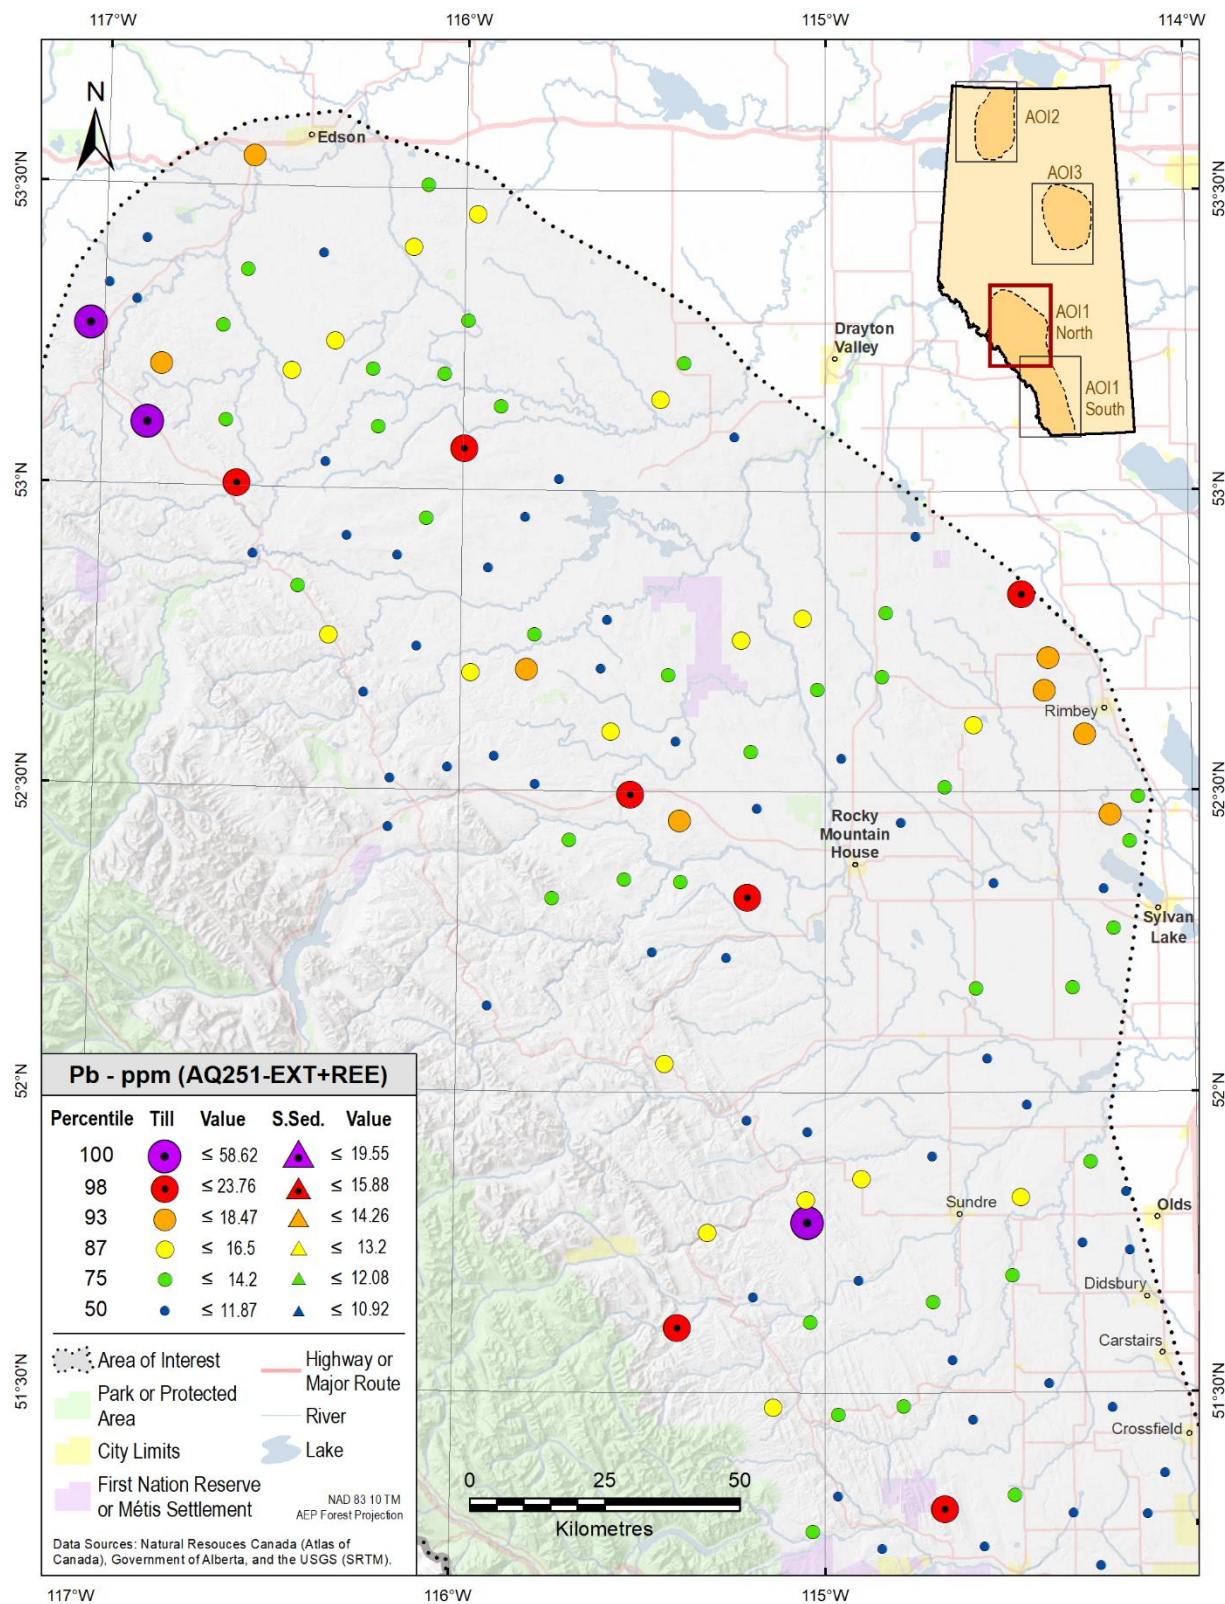 117°W 116°W 115°W 114°W
N
Edson
AOI2
AOI3
AOI1
North
AOI1
South
53°30'N
53°30'N
Drayton
Valley
53°N
53°N
Rimbey
52°30'N
52°30'N
Rocky
Mountain
House
Sylvan
Lake
52°N
52°N
Sundre
Olds
Didsbury
Carstairs
51°30'N
51°30'N
Crossfield
Pb - ppm (AQ251-EXT+REE)
Percentile Till Value S.Sed. Value
100 ≤ 58.62 ≤ 19.55
98 ≤ 23.76 ≤ 15.88
93 ≤ 18.47 ≤ 14.26
87 ≤ 16.5 ≤ 13.2
75 ≤ 14.2 ≤ 12.08
50 ≤ 11.87 ≤ 10.92
Area of Interest
Park or Protected
Area
City Limits
First Nation Reserve
or Métis Settlement
Highway or
Major Route
River
Lake
NAD 83 10 TM
AEP Forest Projection
Data Sources: Natural Resouces Canada (Atlas of
Canada), Government of Alberta, and the USGS (SRTM).
0 25 50
Kilometres
117°W 116°W 115°W 114°W